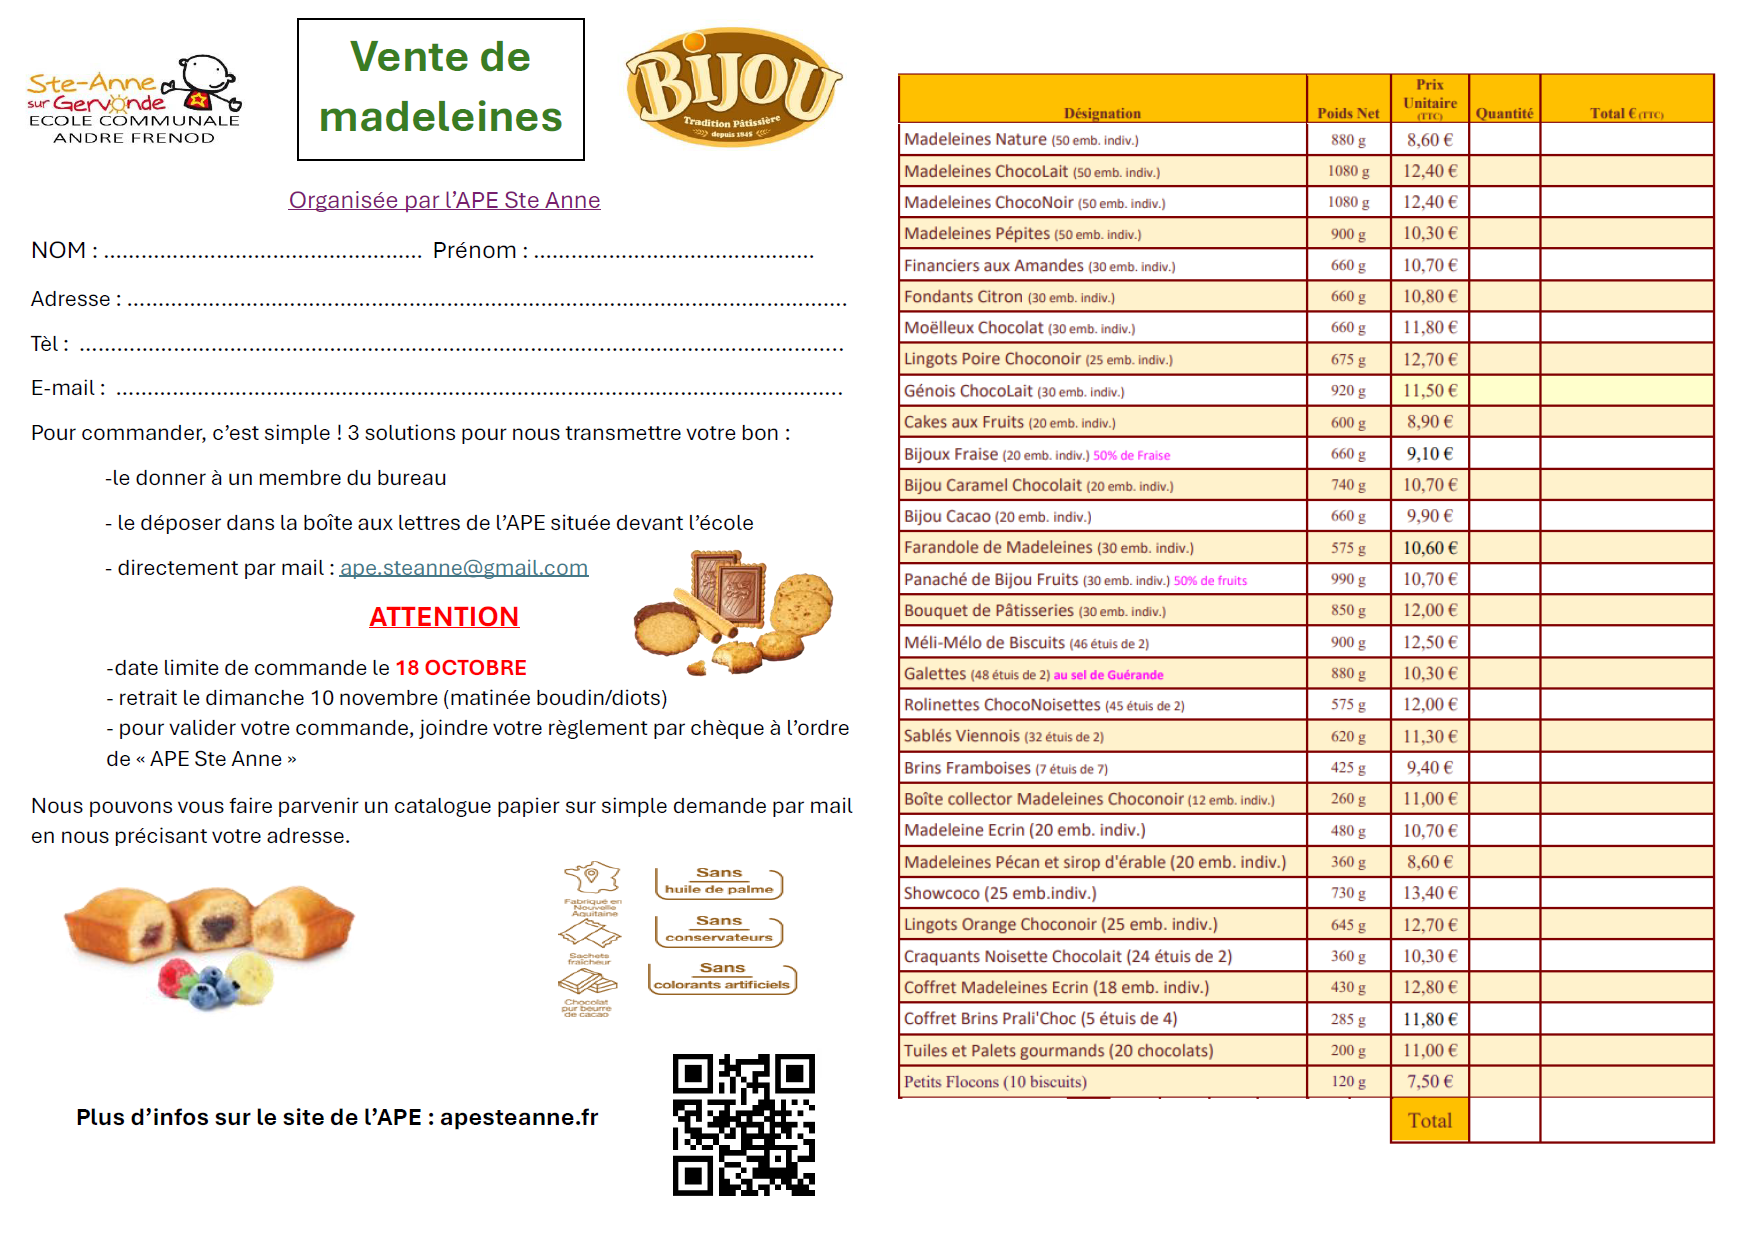 Ste-Anne
sur Gervonde
ECOLE COMMUNALE
ANDRE FRENOD
Vente de
madeleines
BIJOU
Tradition Pâtissière
depuis 1845
Organisée par l’APE Ste Anne
NOM : ................................................... Prénom : .............................................
Adresse : ...................................................................................................................
Tèl : ..........................................................................................................................
E-mail : ....................................................................................................................
Pour commander, c’est simple ! 3 solutions pour nous transmettre votre bon :
-le donner à un membre du bureau
- le déposer dans la boîte aux lettres de l’APE située devant l’école
- directement par mail : ape.steanne@gmail.com
ATTENTION
-date limite de commande le 18 OCTOBRE
- retrait le dimanche 10 novembre (matinée boudin/diots)
- pour valider votre commande, joindre votre règlement par chèque à l’ordre
de « APE Ste Anne »
Nous pouvons vous faire parvenir un catalogue papier sur simple demande par mail
en nous précisant votre adresse.
Fabriqué en
Nouvelle
Aquitaine
Sachets
fraîcheur
Chocolat
pur beurre
de cacao
Sans
huile de palme
Sans
conservateurs
Sans
colorants artificiels
Plus d’infos sur le site de l’APE : apesteanne.fr
Désignation Poids Net Prix Unitaire (TTC) Quantité Total € (TTC)
Madeleines Nature (50 emb. indiv.) 880 g 8,60 €
Madeleines ChocoLait (50 emb. indiv.) 1080 g 12,40 €
Madeleines ChocoNoir (50 emb. indiv.) 1080 g 12,40 €
Madeleines Pépites (50 emb. indiv.) 900 g 10,30 €
Financiers aux Amandes (30 emb. indiv.) 660 g 10,70 €
Fondants Citron (30 emb. indiv.) 660 g 10,80 €
Moëlleux Chocolat (30 emb. indiv.) 660 g 11,80 €
Lingots Poire Choconoir (25 emb. indiv.) 675 g 12,70 €
Génois ChocoLait (30 emb. indiv.) 920 g 11,50 €
Cakes aux Fruits (20 emb. indiv.) 600 g 8,90 €
Bijoux Fraise (20 emb. indiv.) 50% de Fraise 660 g 9,10 €
Bijou Caramel Chocolait (20 emb. indiv.) 740 g 10,70 €
Bijou Cacao (20 emb. indiv.) 660 g 9,90 €
Farandole de Madeleines (30 emb. indiv.) 575 g 10,60 €
Panaché de Bijou Fruits (30 emb. indiv.) 50% de fruits 990 g 10,70 €
Bouquet de Pâtisseries (30 emb. indiv.) 850 g 12,00 €
Méli-Mélo de Biscuits (46 étuis de 2) 900 g 12,50 €
Galettes (48 étuis de 2) au sel de Guérande 880 g 10,30 €
Rolinettes ChocoNoisettes (45 étuis de 2) 575 g 12,00 €
Sablés Viennois (32 étuis de 2) 620 g 11,30 €
Brins Framboises (7 étuis de 7) 425 g 9,40 €
Boîte collector Madeleines Choconoir (12 emb. indiv.) 260 g 11,00 €
Madeleine Ecrin (20 emb. indiv.) 480 g 10,70 €
Madeleines Pécan et sirop d'érable (20 emb. indiv.) 360 g 8,60 €
Showcoco (25 emb.indiv.) 730 g 13,40 €
Lingots Orange Choconoir (25 emb. indiv.) 645 g 12,70 €
Craquants Noisette Chocolait (24 étuis de 2) 360 g 10,30 €
Coffret Madeleines Ecrin (18 emb. indiv.) 430 g 12,80 €
Coffret Brins Prali'Choc (5 étuis de 4) 285 g 11,80 €
Tuiles et Palets gourmands (20 chocolats) 200 g 11,00 €
Petits Flocons (10 biscuits) 120 g 7,50 €
Total